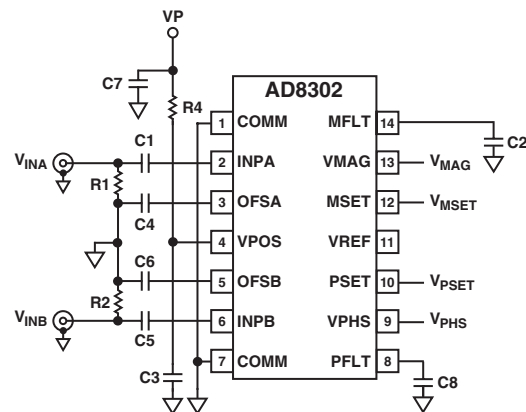 VP
C7
R4
AD8302
1 COMM MFLT 14
C2
C1
VINA
2 INPA VMAG 13 VMAG
R1
3 OFSA MSET 12 VMSET
C4
4 VPOS VREF 11
C6
5 OFSB PSET 10 VPSET
R2
VINB
6 INPB VPHS 9 VPHS
C5
7 COMM PFLT 8
C3
C8